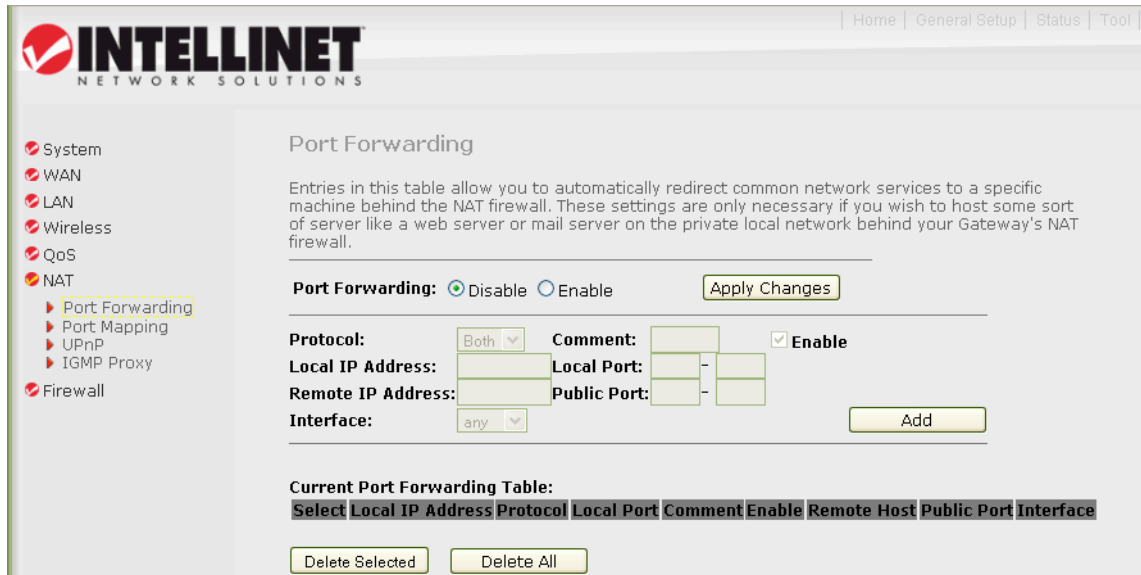 | Home | General Setup | Status | Tool |
INTELLINET
NETWORK SOLUTIONS
System
WAN
LAN
Wireless
QoS
NAT
Port Forwarding
Port Mapping
UPnP
IGMP Proxy
Firewall
Port Forwarding
Entries in this table allow you to automatically redirect common network services to a specific
machine behind the NAT firewall. These settings are only necessary if you wish to host some sort
of server like a web server or mail server on the private local network behind your Gateway's NAT
firewall.
Port Forwarding: Disable Enable Apply Changes
Protocol: Both Comment: Enable
Local IP Address: Local Port: -
Remote IP Address: Public Port: -
Interface: any Add
Current Port Forwarding Table:
Select Local IP Address Protocol Local Port Comment Enable Remote Host Public Port Interface
Delete Selected Delete All